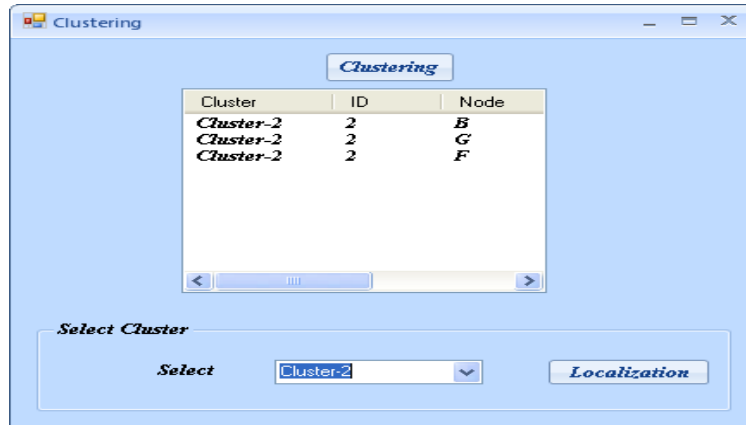 Clustering
Clustering
Cluster ID Node
Cluster-2 2 B
Cluster-2 2 G
Cluster-2 2 F
Select Cluster
Select Cluster-2 Localization